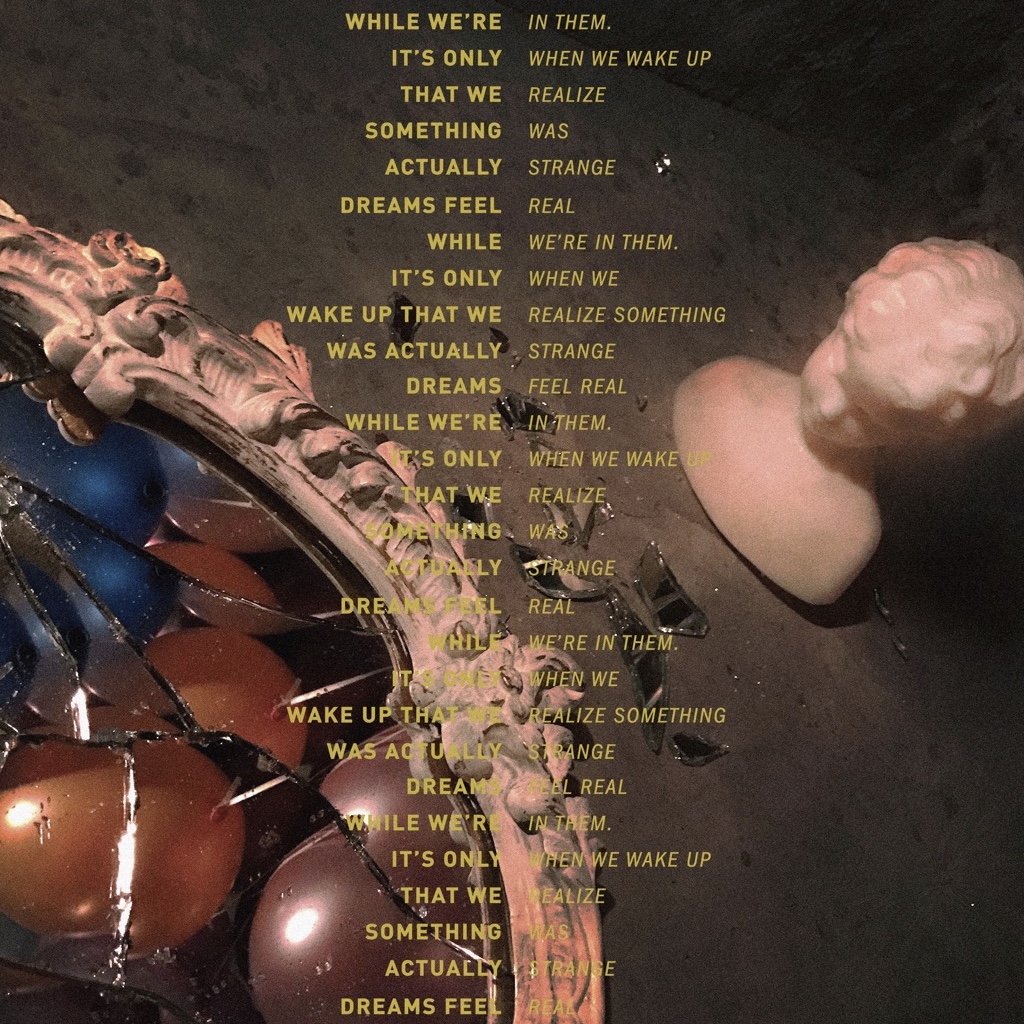 WHILE WE'RE IN THEM.
IT'S ONLY WHEN WE WAKE UP
THAT WE REALIZE
SOMETHING WAS
ACTUALLY STRANGE
DREAMS FEEL REAL
WHILE WE'RE IN THEM.
IT'S ONLY WHEN WE
WAKE UP THAT WE REALIZE SOMETHING
WAS ACTUALLY STRANGE
DREAMS FEEL REAL
WHILE WE'RE IN THEM.
IT'S ONLY WHEN WE WAKE UP
THAT WE REALIZE
SOMETHING WAS
ACTUALLY STRANGE
DREAMS FEEL REAL
WHILE WE'RE IN THEM.
IT'S ONLY WHEN WE
WAKE UP THAT WE REALIZE SOMETHING
WAS ACTUALLY STRANGE
DREAMS FEEL REAL
WHILE WE'RE IN THEM.
IT'S ONLY WHEN WE WAKE UP
THAT WE REALIZE
SOMETHING WAS
ACTUALLY STRANGE
DREAMS FEEL REAL